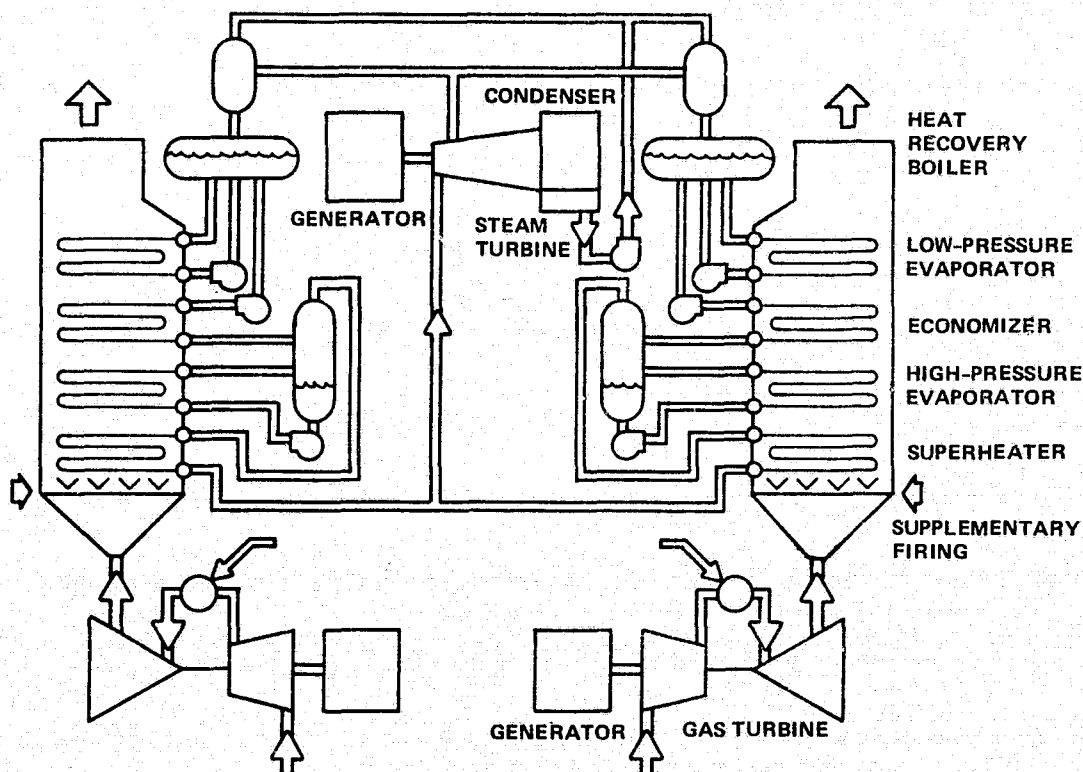 CONDENSER
GENERATOR
STEAM
TURBINE
HEAT
RECOVERY
BOILER
LOW-PRESSURE
EVAPORATOR
ECONOMIZER
HIGH-PRESSURE
EVAPORATOR
SUPERHEATER
SUPPLEMENTARY
FIRING
GENERATOR
GAS TURBINE